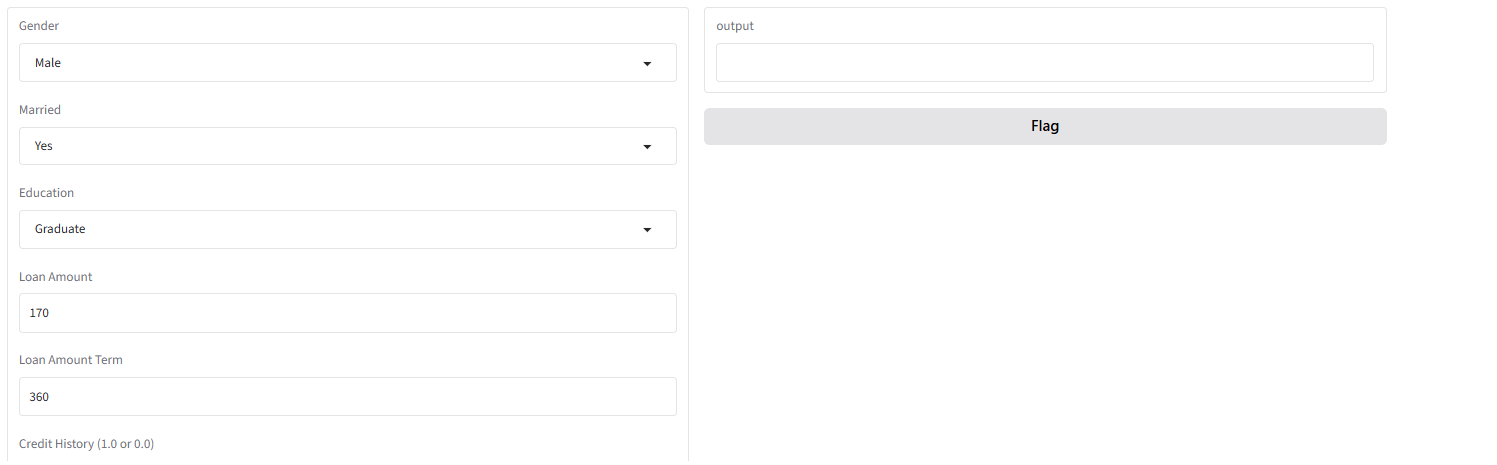 Gender
Male
Married
Yes
Education
Graduate
Loan Amount
170
Loan Amount Term
360
Credit History (1.0 or 0.0)
output
Flag